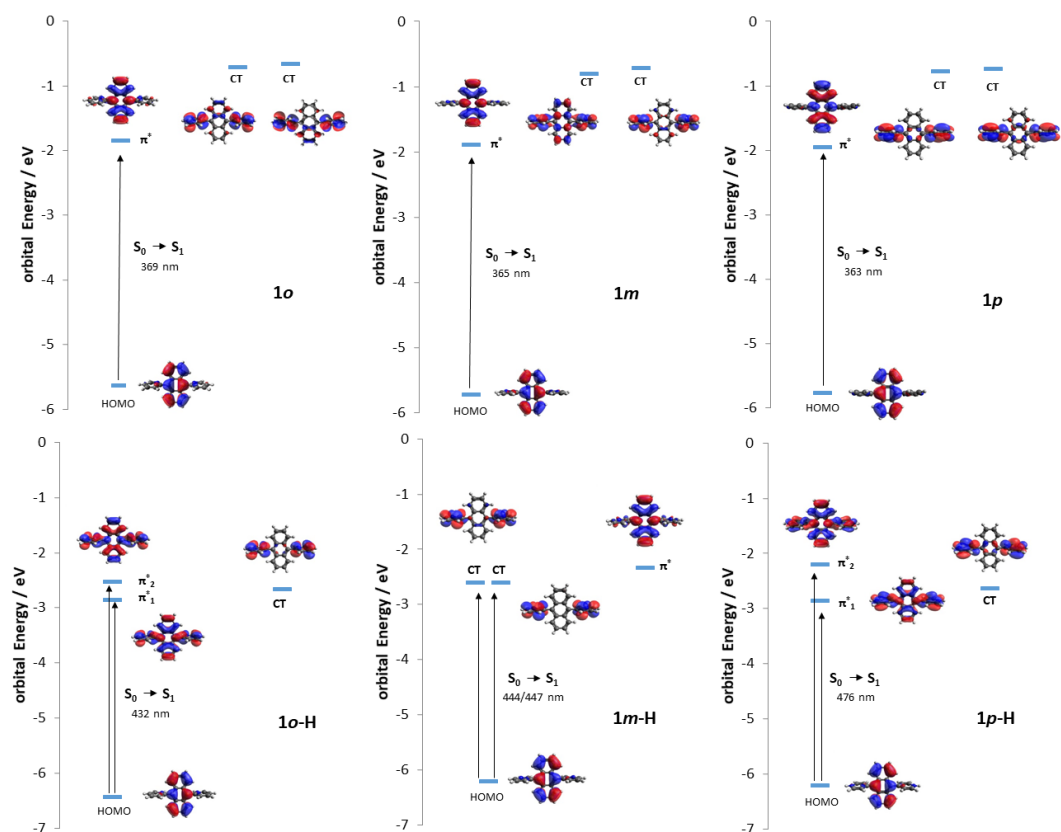 0
-1
-2
-3
-4
-5
-6
orbital Energy / eV
CT
CT
π*
S₀ → S₁
369 nm
1o
HOMO
0
-1
-2
-3
-4
-5
-6
orbital Energy / eV
CT
CT
π*
S₀ → S₁
365 nm
1m
HOMO
0
-1
-2
-3
-4
-5
-6
orbital Energy / eV
CT
CT
π*
S₀ → S₁
363 nm
1p
HOMO
0
-1
-2
-3
-4
-5
-6
-7
orbital Energy / eV
π*₂
π*₁
CT
S₀ → S₁
432 nm
1o-H
HOMO
0
-1
-2
-3
-4
-5
-6
-7
orbital Energy / eV
CT CT
π*
S₀ → S₁
444/447 nm
1m-H
HOMO
0
-1
-2
-3
-4
-5
-6
-7
orbital Energy / eV
π*₂
π*₁
CT
S₀ → S₁
476 nm
1p-H
HOMO